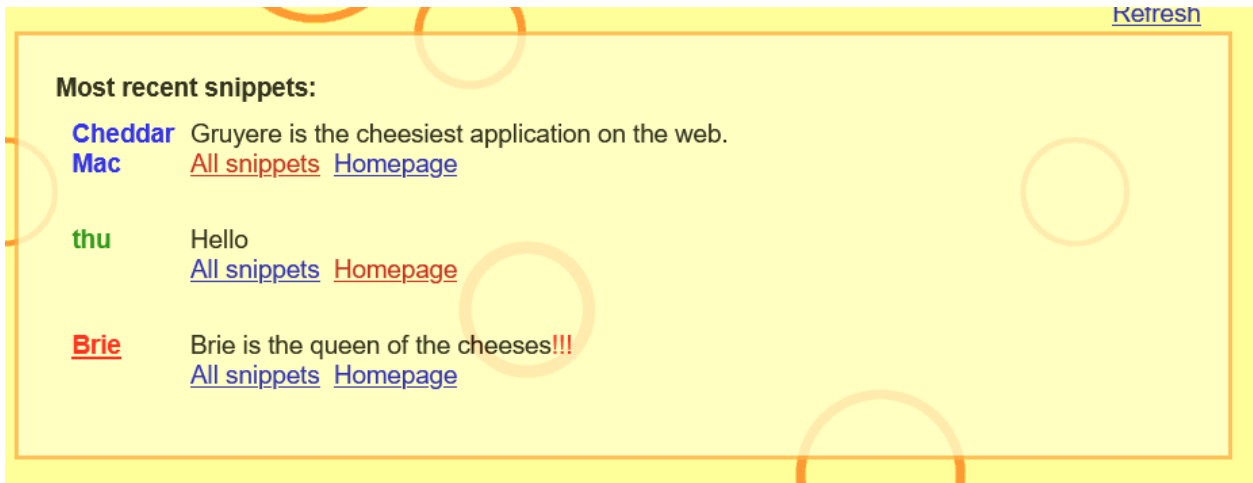 Refresh
Most recent snippets:
Cheddar Gruyere is the cheesiest application on the web.
Mac All snippets Homepage
thu Hello
All snippets Homepage
Brie Brie is the queen of the cheeses!!!
All snippets Homepage